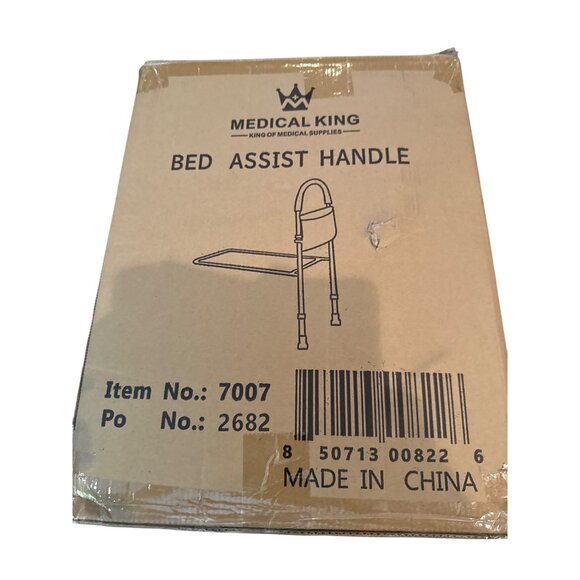 MEDICAL KING
KING OF MEDICAL SUPPLIES
BED ASSIST HANDLE
Item No.: 7007
Po No.: 2682
8 50713 00822 6
MADE IN CHINA